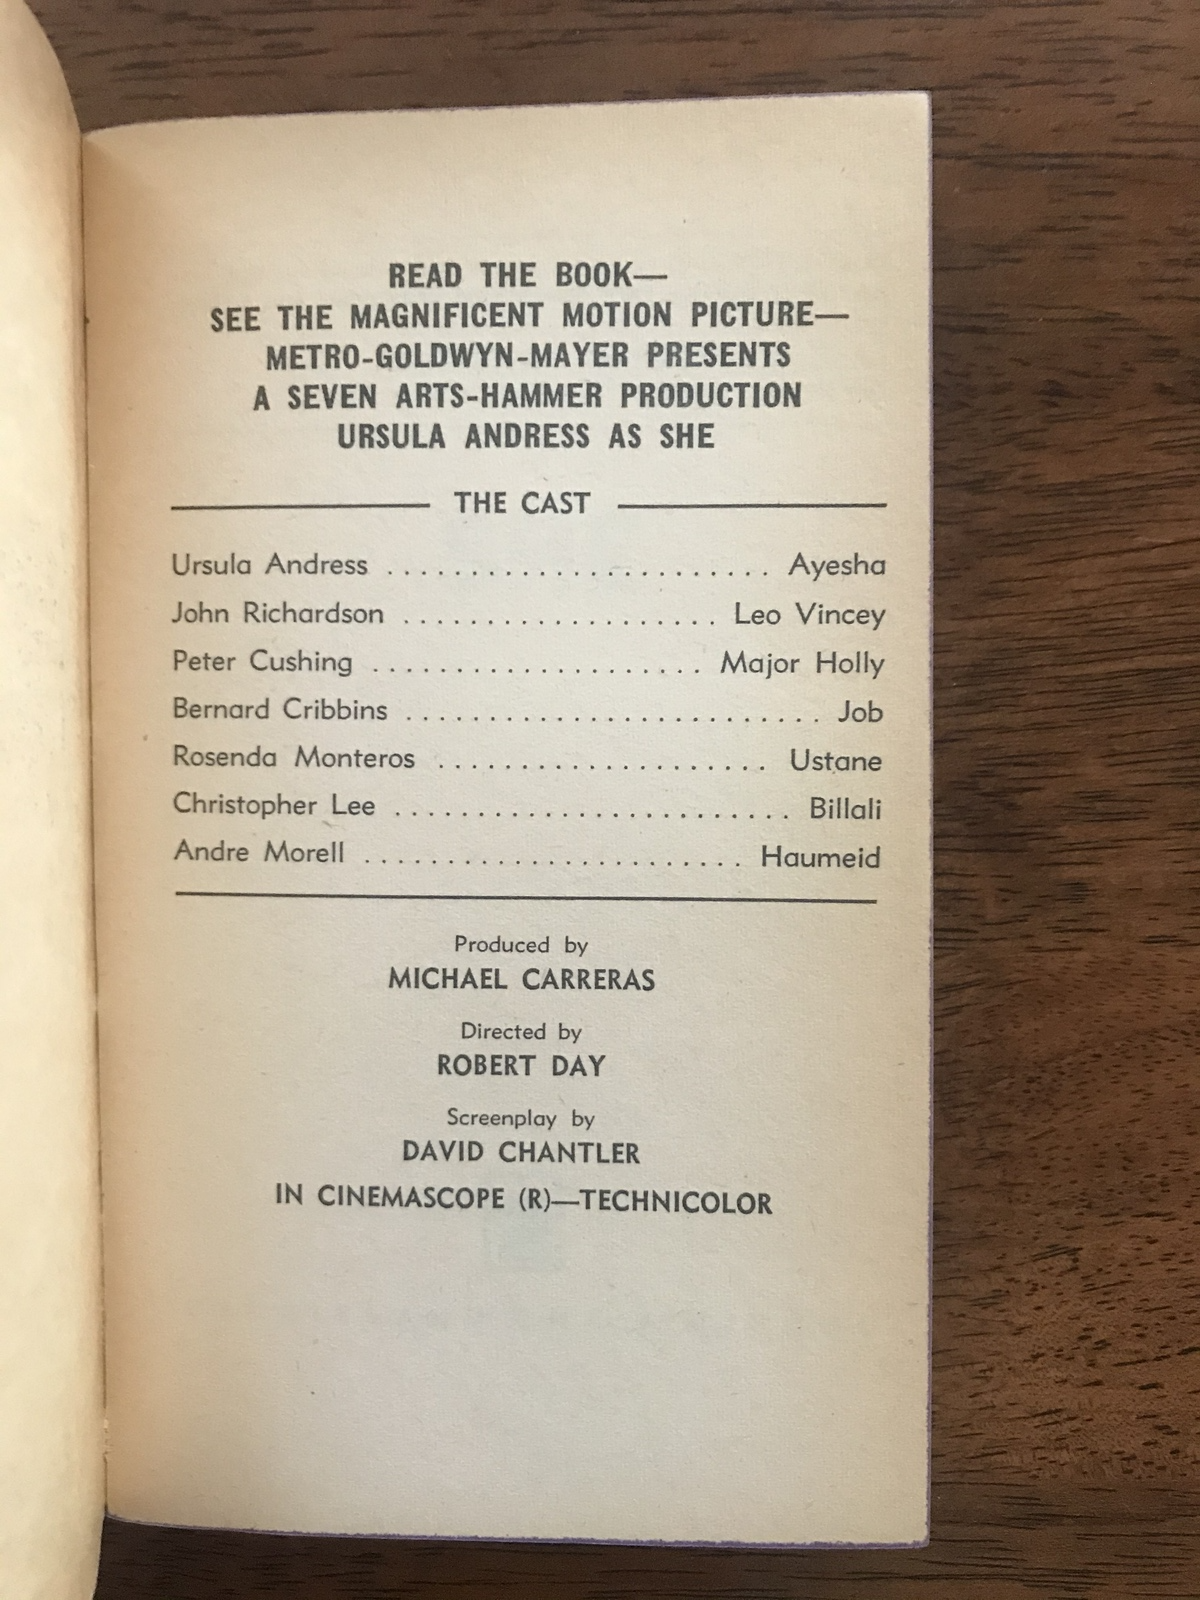 READ THE BOOK—
SEE THE MAGNIFICENT MOTION PICTURE—
METRO-GOLDWYN-MAYER PRESENTS
A SEVEN ARTS-HAMMER PRODUCTION
URSULA ANDRESS AS SHE
THE CAST
Ursula Andress ........................ Ayesha
John Richardson ................... Leo Vincey
Peter Cushing .................... Major Holly
Bernard Cribbins ......................... Job
Rosenda Monteros .................... Ustane
Christopher Lee ........................ Billali
Andre Morell ....................... Haumeid
Produced by
MICHAEL CARRERAS
Directed by
ROBERT DAY
Screenplay by
DAVID CHANTLER
IN CINEMASCOPE (R)—TECHNICOLOR